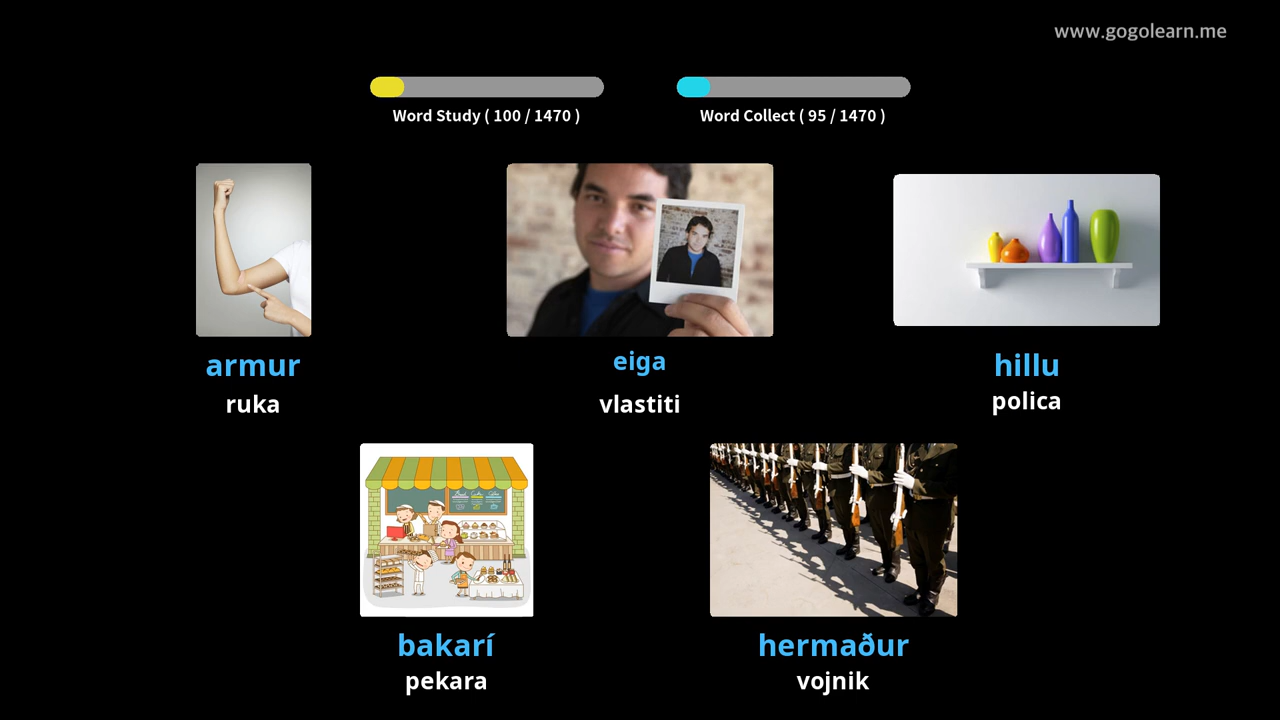 www.gogolearn.me
Word Study ( 100 / 1470 )
Word Collect ( 95 / 1470 )
armur
ruka
eiga
vlastiti
hillu
polica
bakarí
pekara
hermaður
vojnik